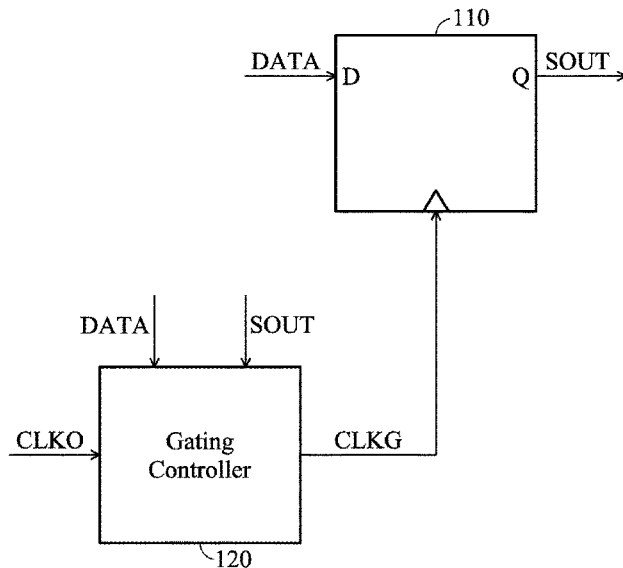 110
DATA
D
Q
SOUT
DATA
SOUT
CLKO
Gating
Controller
CLKG
120